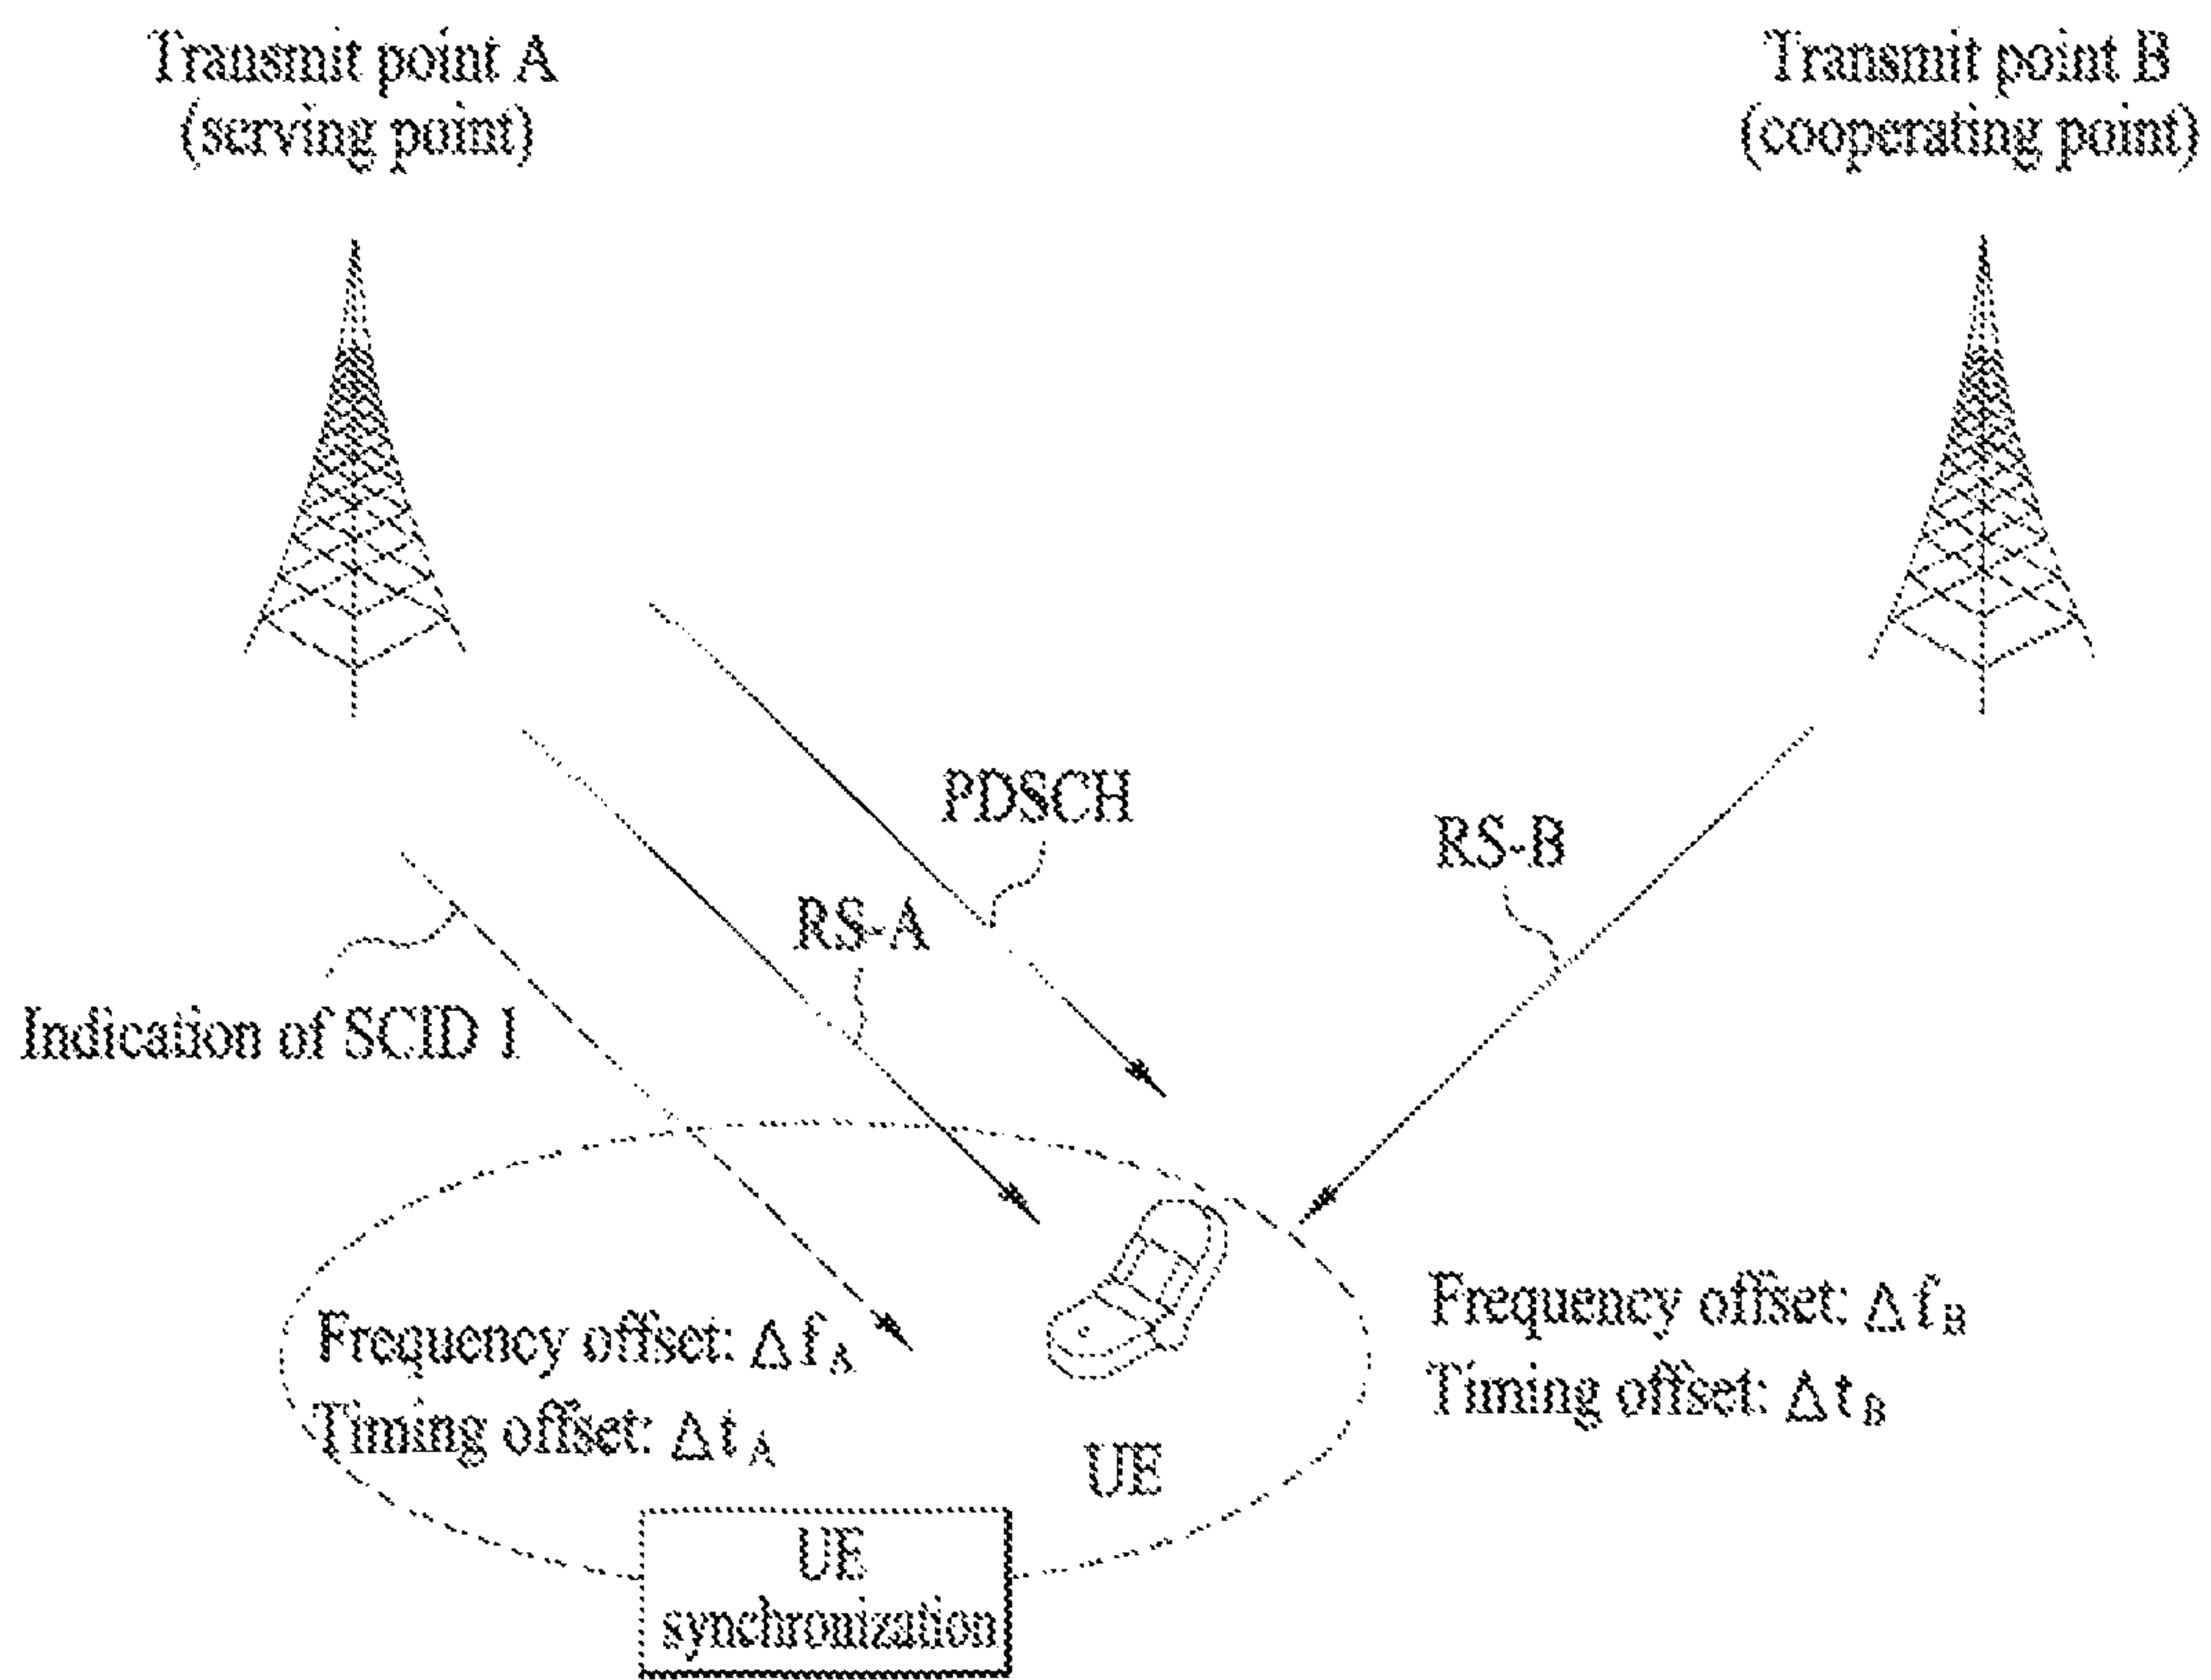 Transmit point A
(serving point)
Transmit point B
(cooperating point)
PDSCH
RS-B
RS-A
Indication of SCID 1
Frequency offset: Δf_A
Timing offset: Δt_A
Frequency offset: Δf_B
Timing offset: Δt_B
UE
UE
synchronization